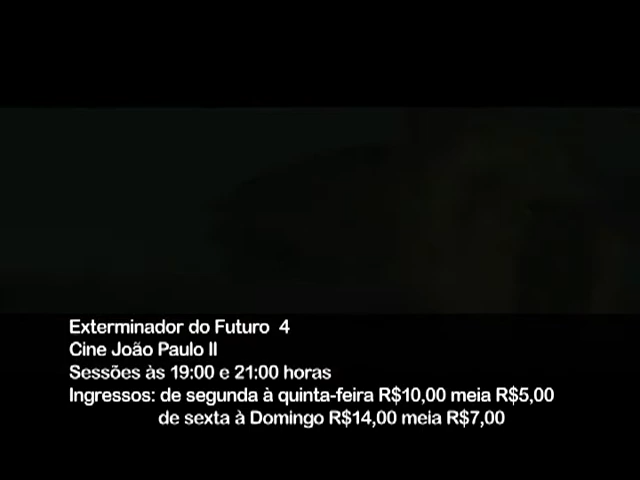 Exterminador do Futuro  4
Cine João Paulo II
Sessões às 19:00 e 21:00 horas
Ingressos: de segunda à quinta-feira R$10,00 meia R$5,00
de sexta à Domingo R$14,00 meia R$7,00